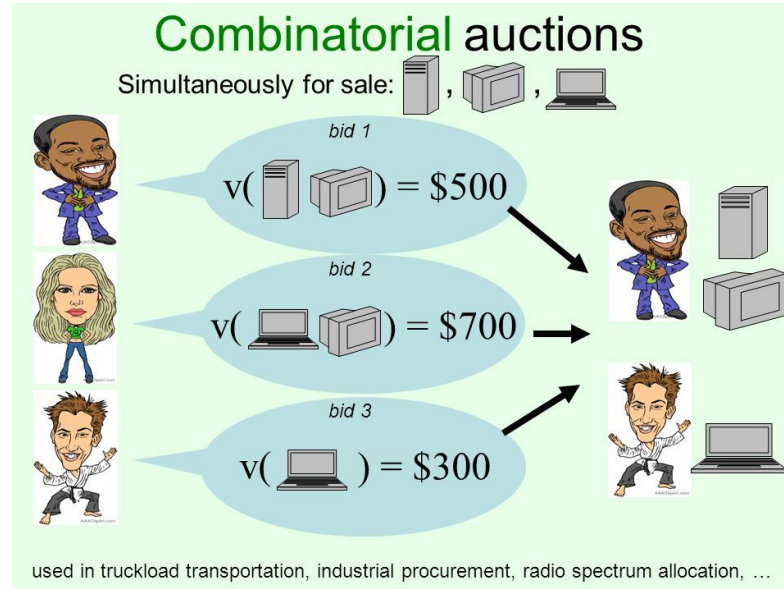 Combinatorial auctions
Simultaneously for sale: , ,
bid 1
v( ) = $500
bid 2
v( ) = $700
bid 3
v( ) = $300
used in truckload transportation, industrial procurement, radio spectrum allocation, …